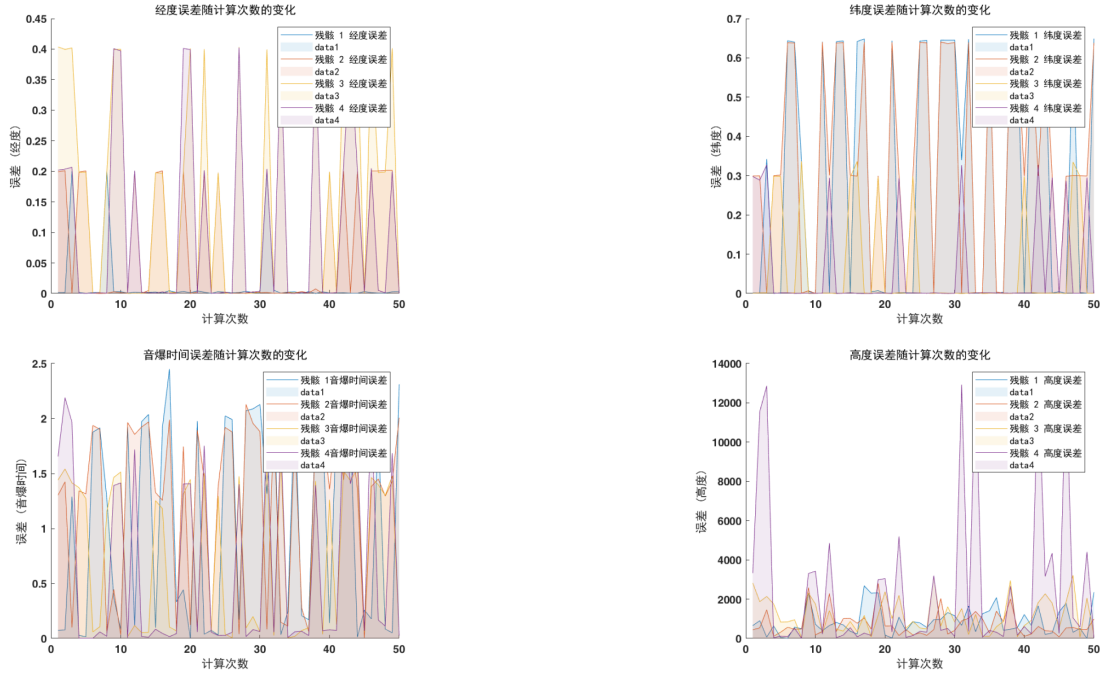 经度误差随计算次数的变化
误差 (经度)
0.45
0.4
0.35
0.3
0.25
0.2
0.15
0.1
0.05
0
0 10 20 30 40 50
计算次数
残骸 1 经度误差
data1
残骸 2 经度误差
data2
残骸 3 经度误差
data3
残骸 4 经度误差
data4
纬度误差随计算次数的变化
误差 (纬度)
0.7
0.6
0.5
0.4
0.3
0.2
0.1
0
0 10 20 30 40 50
计算次数
残骸 1 纬度误差
data1
残骸 2 纬度误差
data2
残骸 3 纬度误差
data3
残骸 4 纬度误差
data4
音爆时间误差随计算次数的变化
误差 (音爆时间)
2.5
2
1.5
1
0.5
0
0 10 20 30 40 50
计算次数
残骸 1音爆时间误差
data1
残骸 2音爆时间误差
data2
残骸 3音爆时间误差
data3
残骸 4音爆时间误差
data4
高度误差随计算次数的变化
误差 (高度)
14000
12000
10000
8000
6000
4000
2000
0
0 10 20 30 40 50
计算次数
残骸 1 高度误差
data1
残骸 2 高度误差
data2
残骸 3 高度误差
data3
残骸 4 高度误差
data4